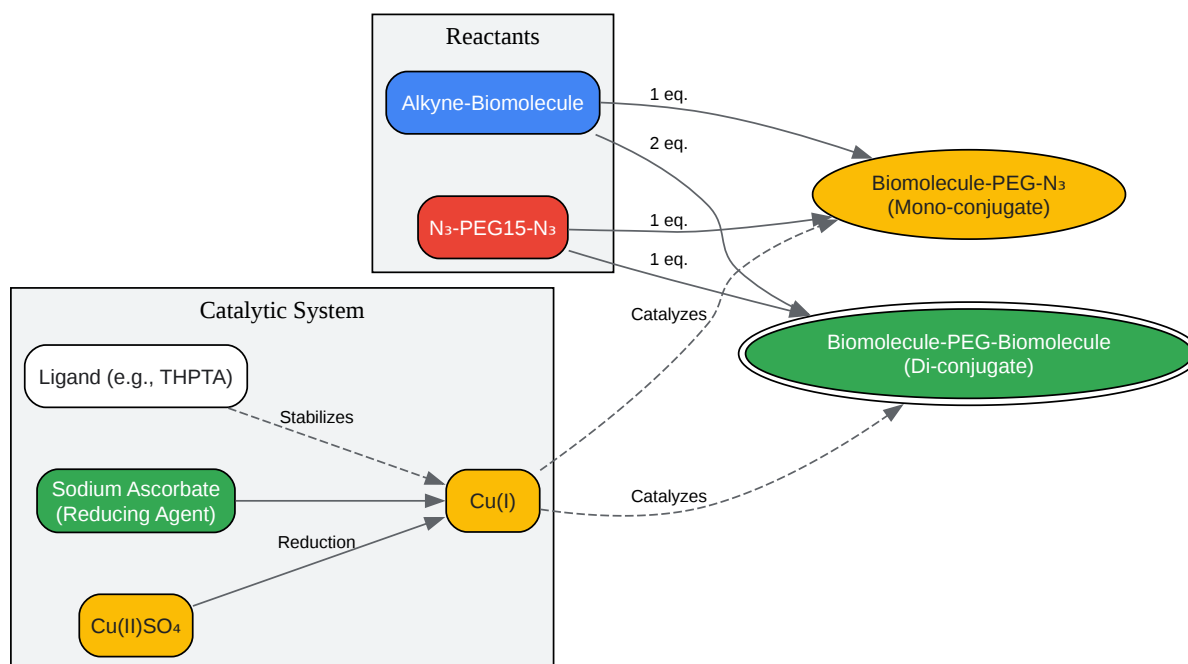 Reactants
Alkyne-Biomolecule
1 eq.
2 eq.
Biomolecule-PEG-N₃
(Mono-conjugate)
N₃-PEG15-N₃
1 eq.
1 eq.
Catalytic System
Catalyzes
Biomolecule-PEG-Biomolecule
(Di-conjugate)
Ligand (e.g., THPTA)
Stabilizes
Sodium Ascorbate
(Reducing Agent)
Cu(I)
Catalyzes
Reduction
Cu(II)SO₄